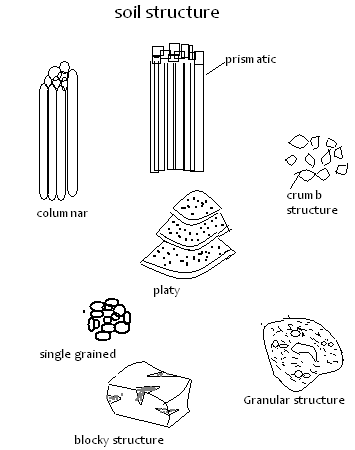 soil structure
prismatic
crumb
structure
columnar
platy
single grained
Granular structure
blocky structure